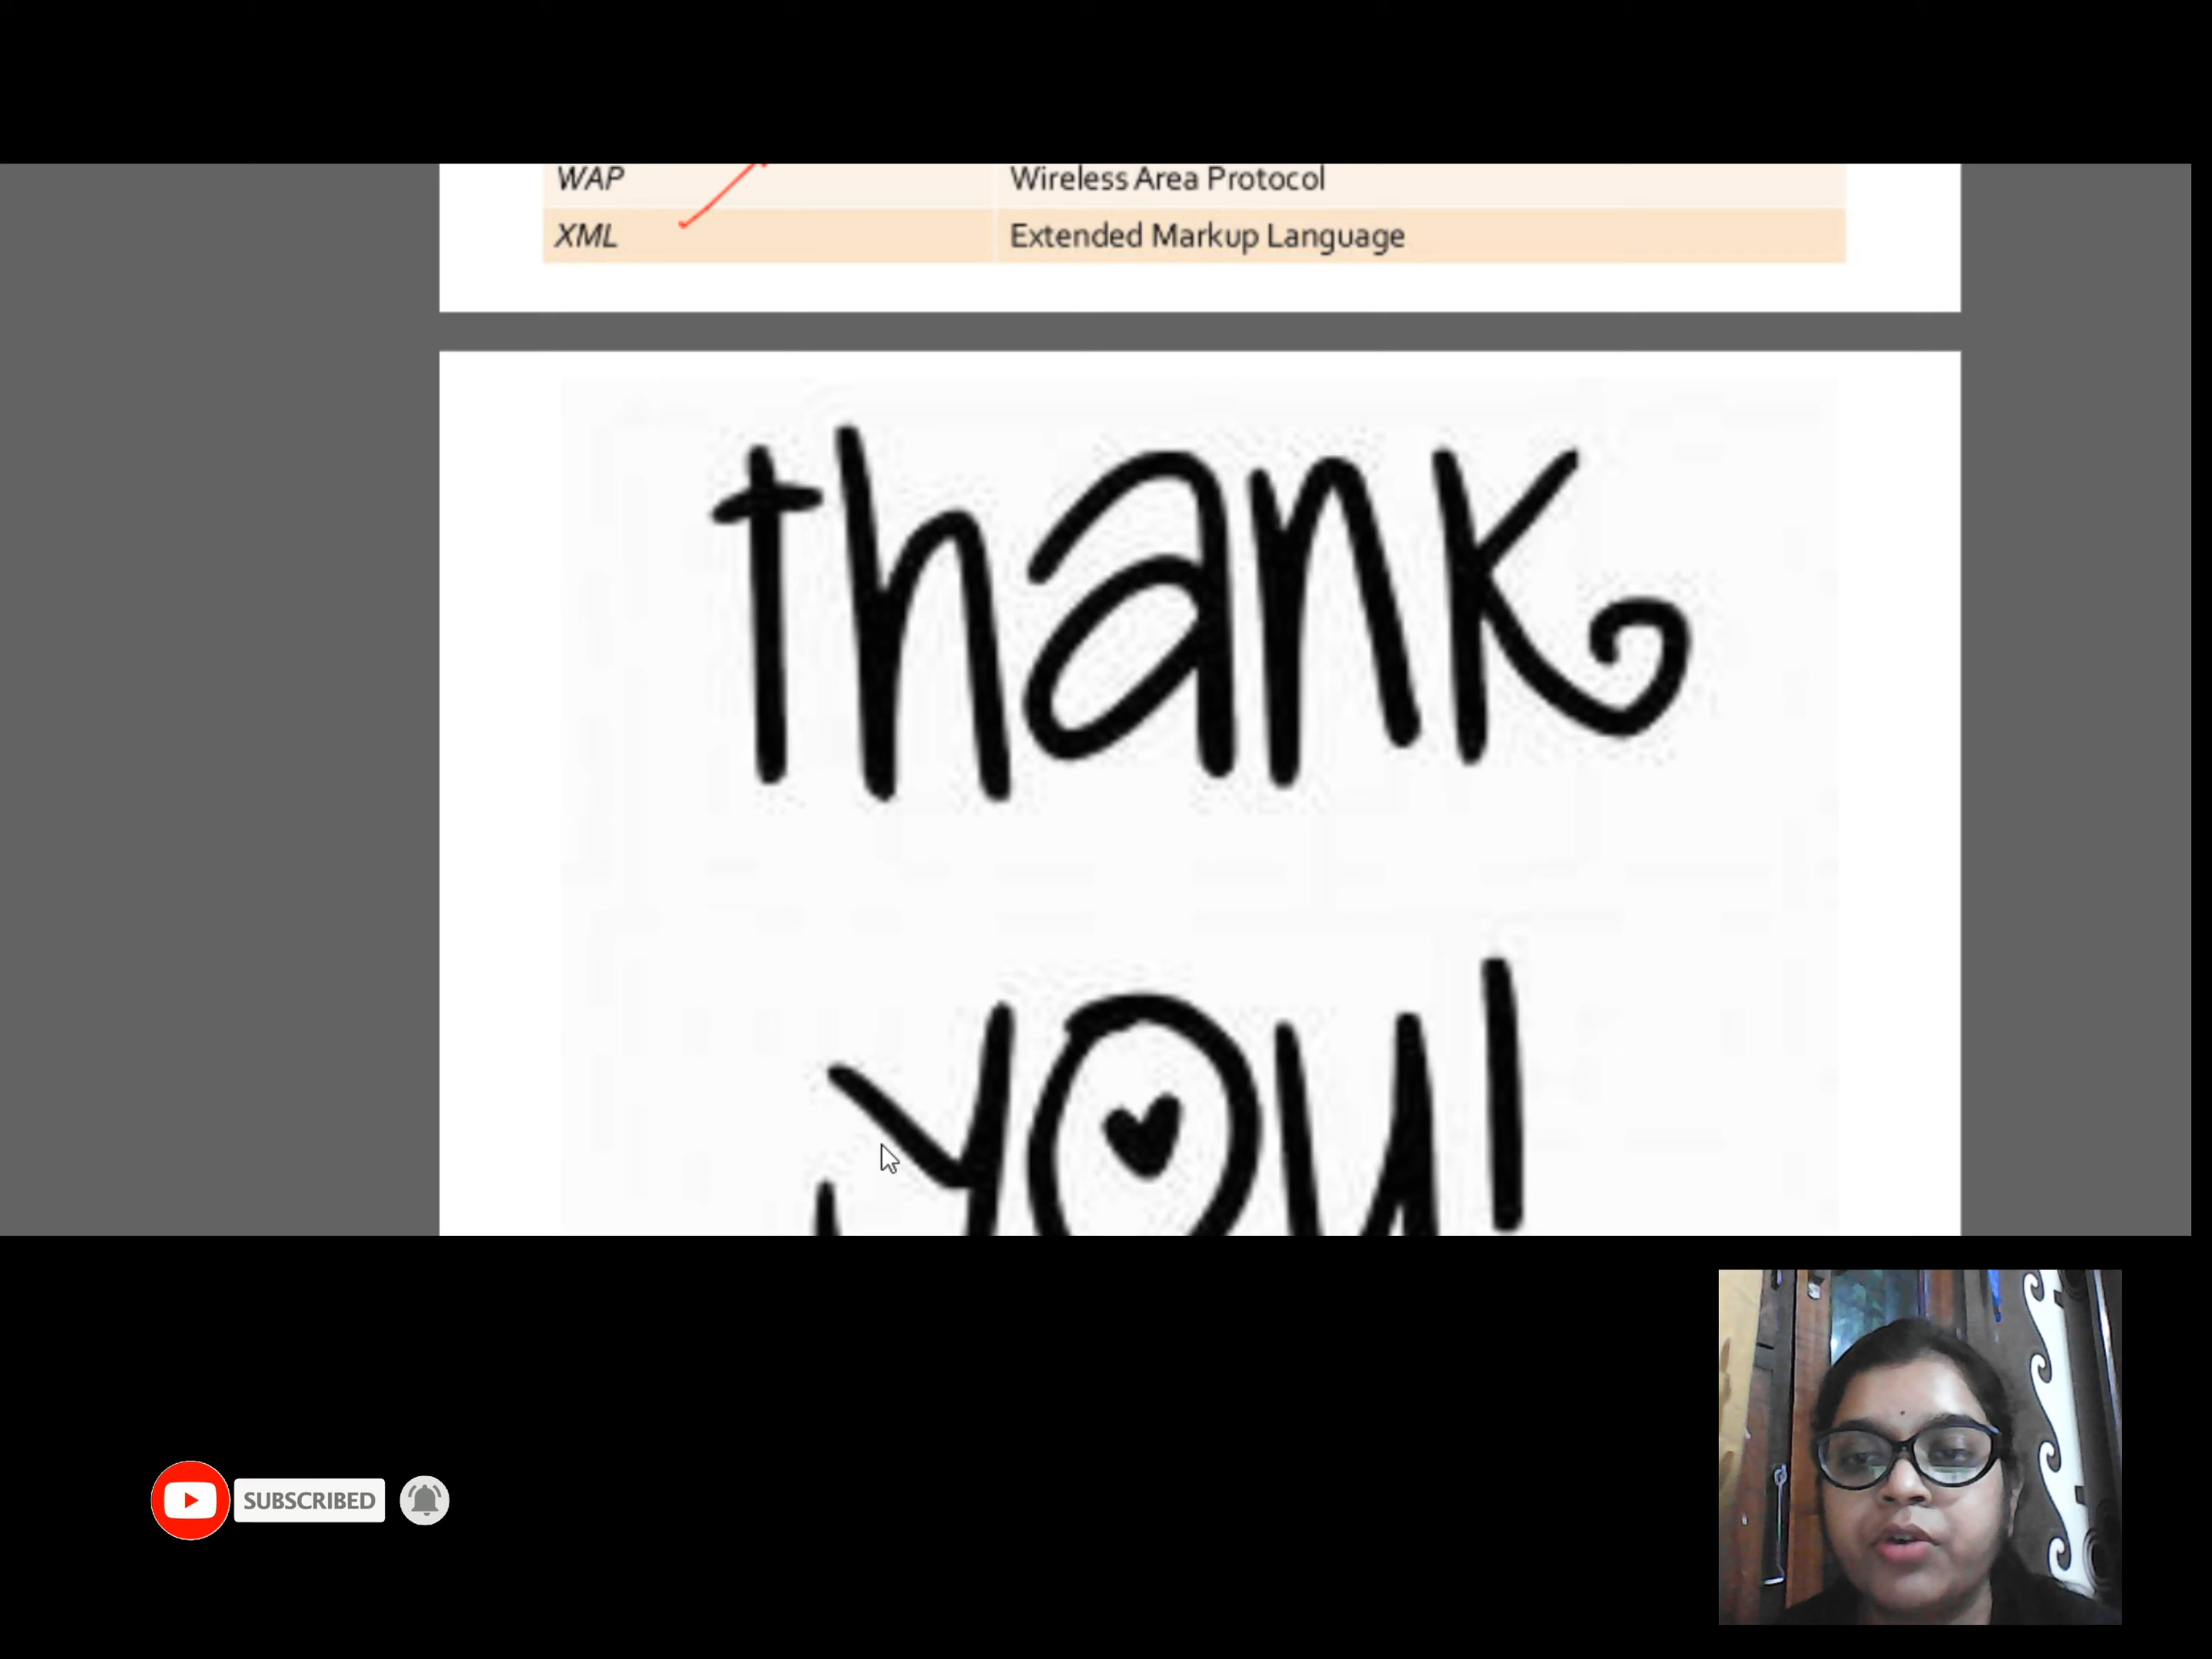 WAP Wireless Area Protocol
XML Extended Markup Language
thank
you!
SUBSCRIBED